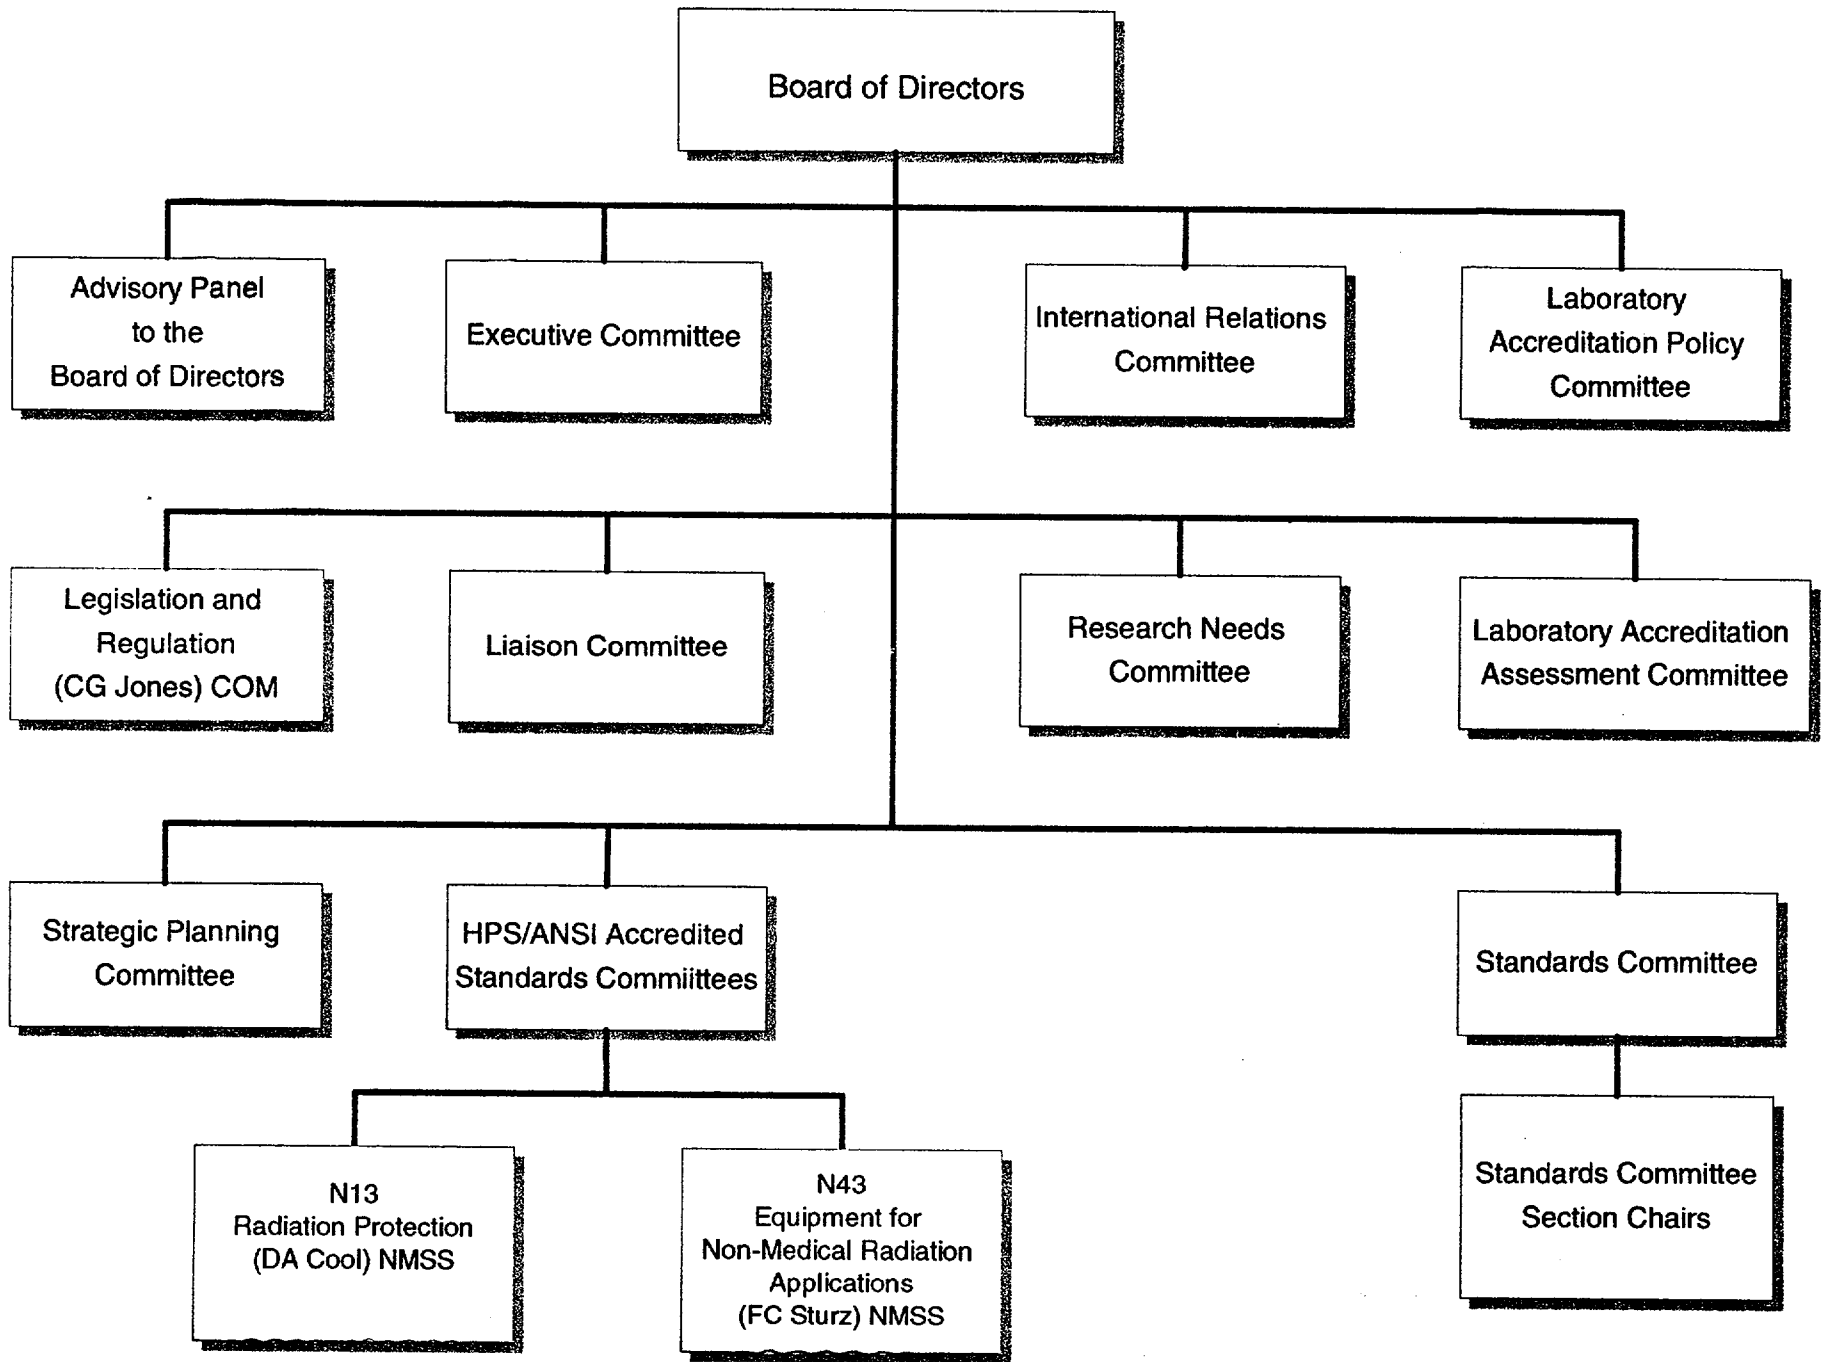 Board of Directors
Advisory Panel
to the
Board of Directors
Executive Committee
International Relations
Committee
Laboratory
Accreditation Policy
Committee
Legislation and
Regulation
(CG Jones) COM
Liaison Committee
Research Needs
Committee
Laboratory Accreditation
Assessment Committee
Strategic Planning
Committee
HPS/ANSI Accredited
Standards Commiittees
Standards Committee
N13
Radiation Protection
(DA Cool) NMSS
N43
Equipment for
Non-Medical Radiation
Applications
(FC Sturz) NMSS
Standards Committee
Section Chairs